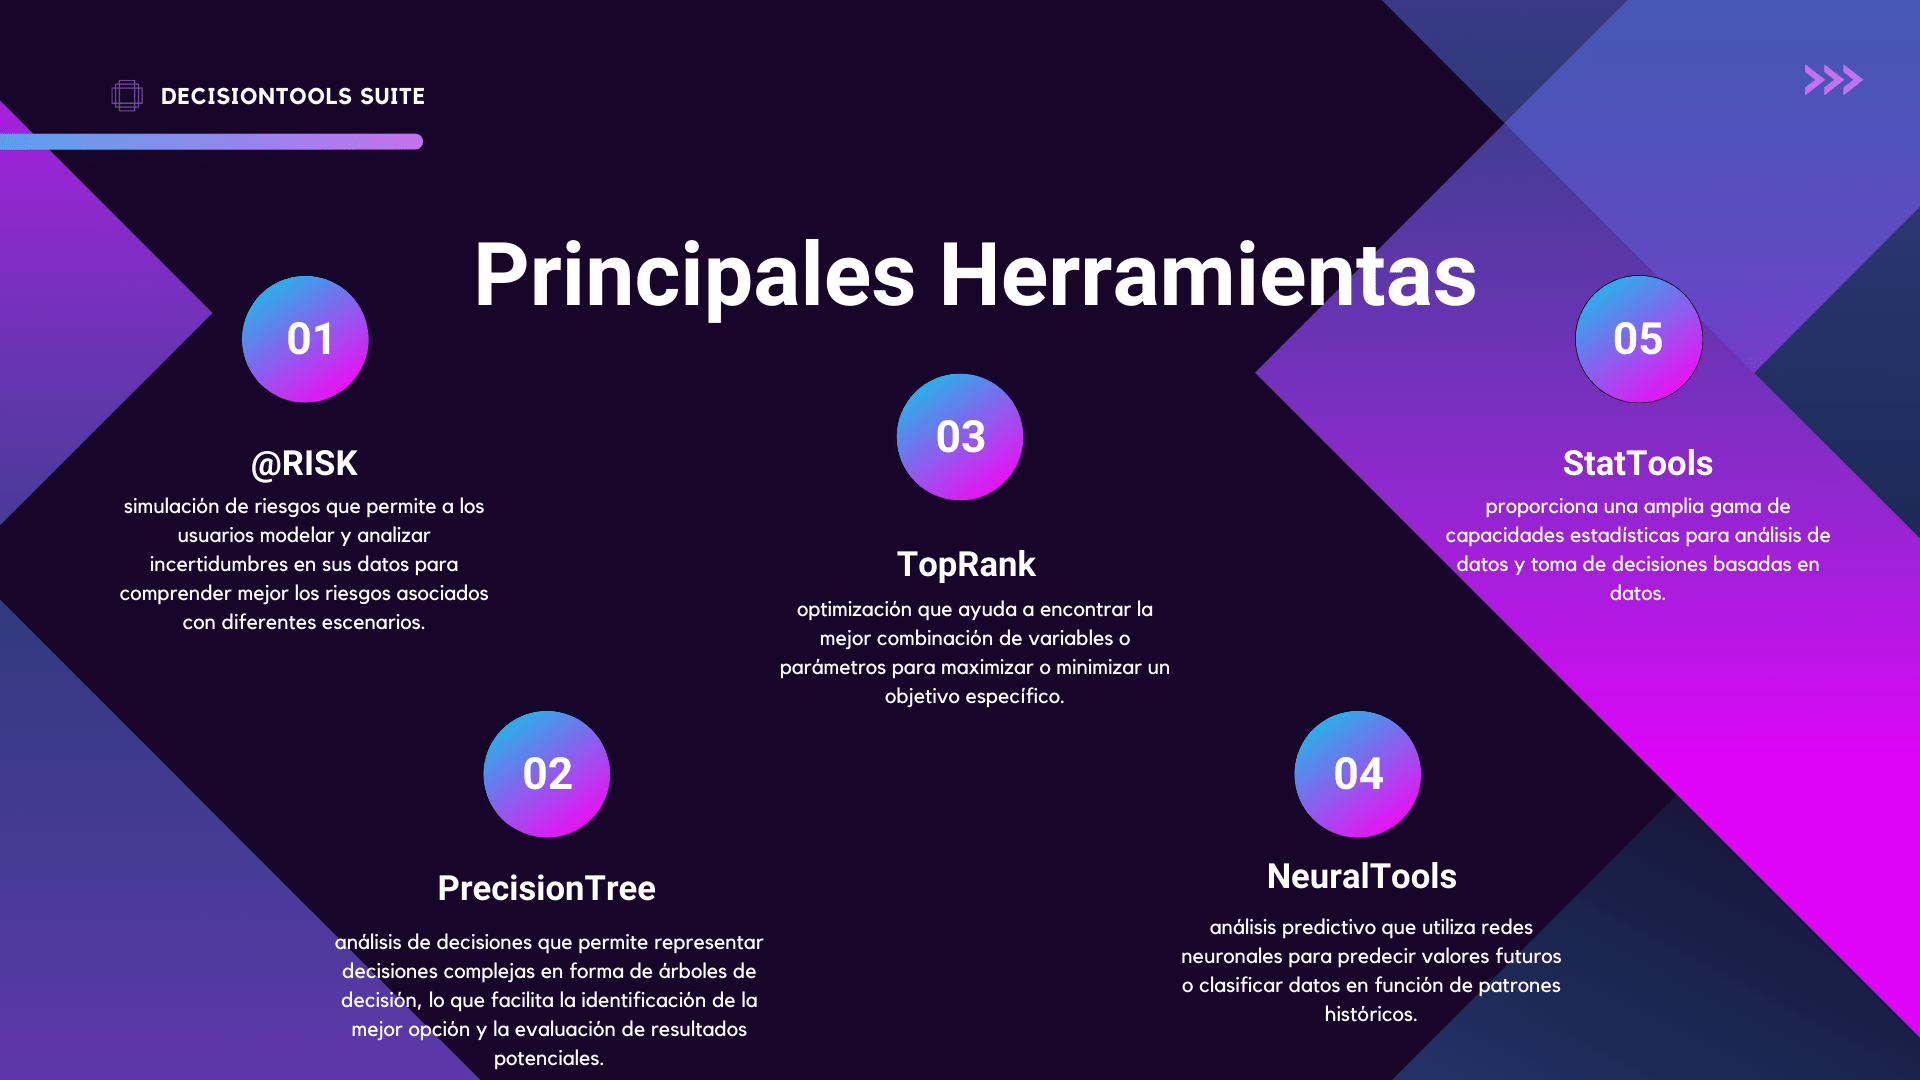 DECISIONTOOLS SUITE
Principales Herramientas
01
@RISK
simulación de riesgos que permite a los
usuarios modelar y analizar
incertidumbres en sus datos para
comprender mejor los riesgos asociados
con diferentes escenarios.
02
PrecisionTree
análisis de decisiones que permite representar
decisiones complejas en forma de árboles de
decisión, lo que facilita la identificación de la
mejor opción y la evaluación de resultados
potenciales.
03
TopRank
optimización que ayuda a encontrar la
mejor combinación de variables o
parámetros para maximizar o minimizar un
objetivo específico.
04
NeuralTools
análisis predictivo que utiliza redes
neuronales para predecir valores futuros
o clasificar datos en función de patrones
históricos.
05
StatTools
proporciona una amplia gama de
capacidades estadísticas para análisis de
datos y toma de decisiones basadas en
datos.